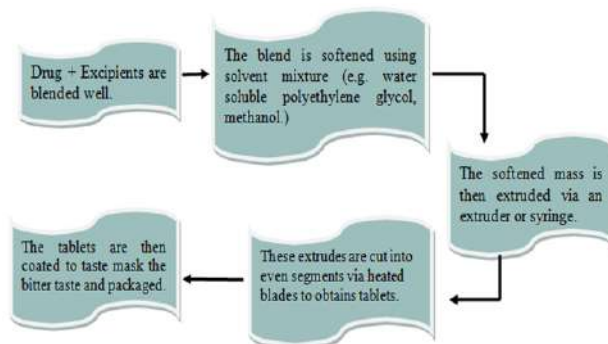 Drug + Excipients are
blended well.
The blend is softened using
solvent mixture (e.g. water
soluble polyethylene glycol,
methanol.)
The softened mass is
then extruded via an
extruder or syringe.
These extrudes are cut into
even segments via heated
blades to obtains tablets.
The tablets are then
coated to taste mask the
bitter taste and packaged.